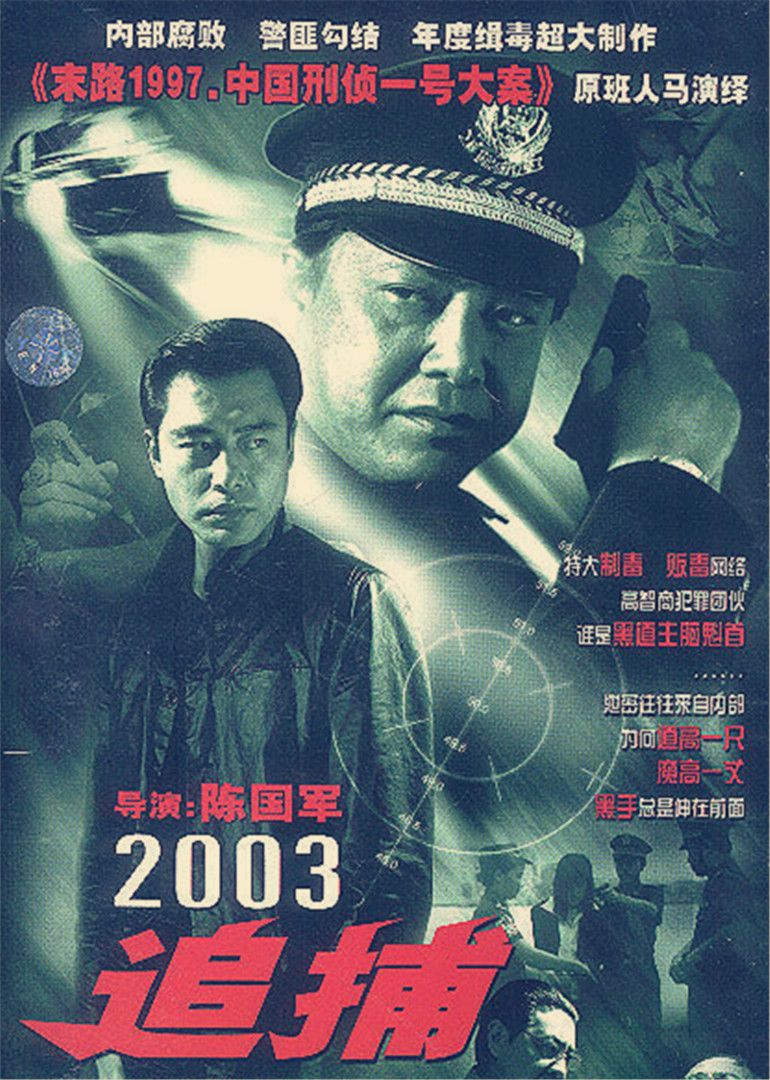 内部腐败 警匪勾结 年度缉毒超大制作
《末路1997.中国刑侦一号大案》 原班人马演绎
特大制毒 贩毒网络
高智商犯罪团伙
谁是黑道主脑魁首
……
泄密往往来自内部
为何道高一尺
魔高一丈
黑手总是伸在前面
导演:陈国军
2003
追捕